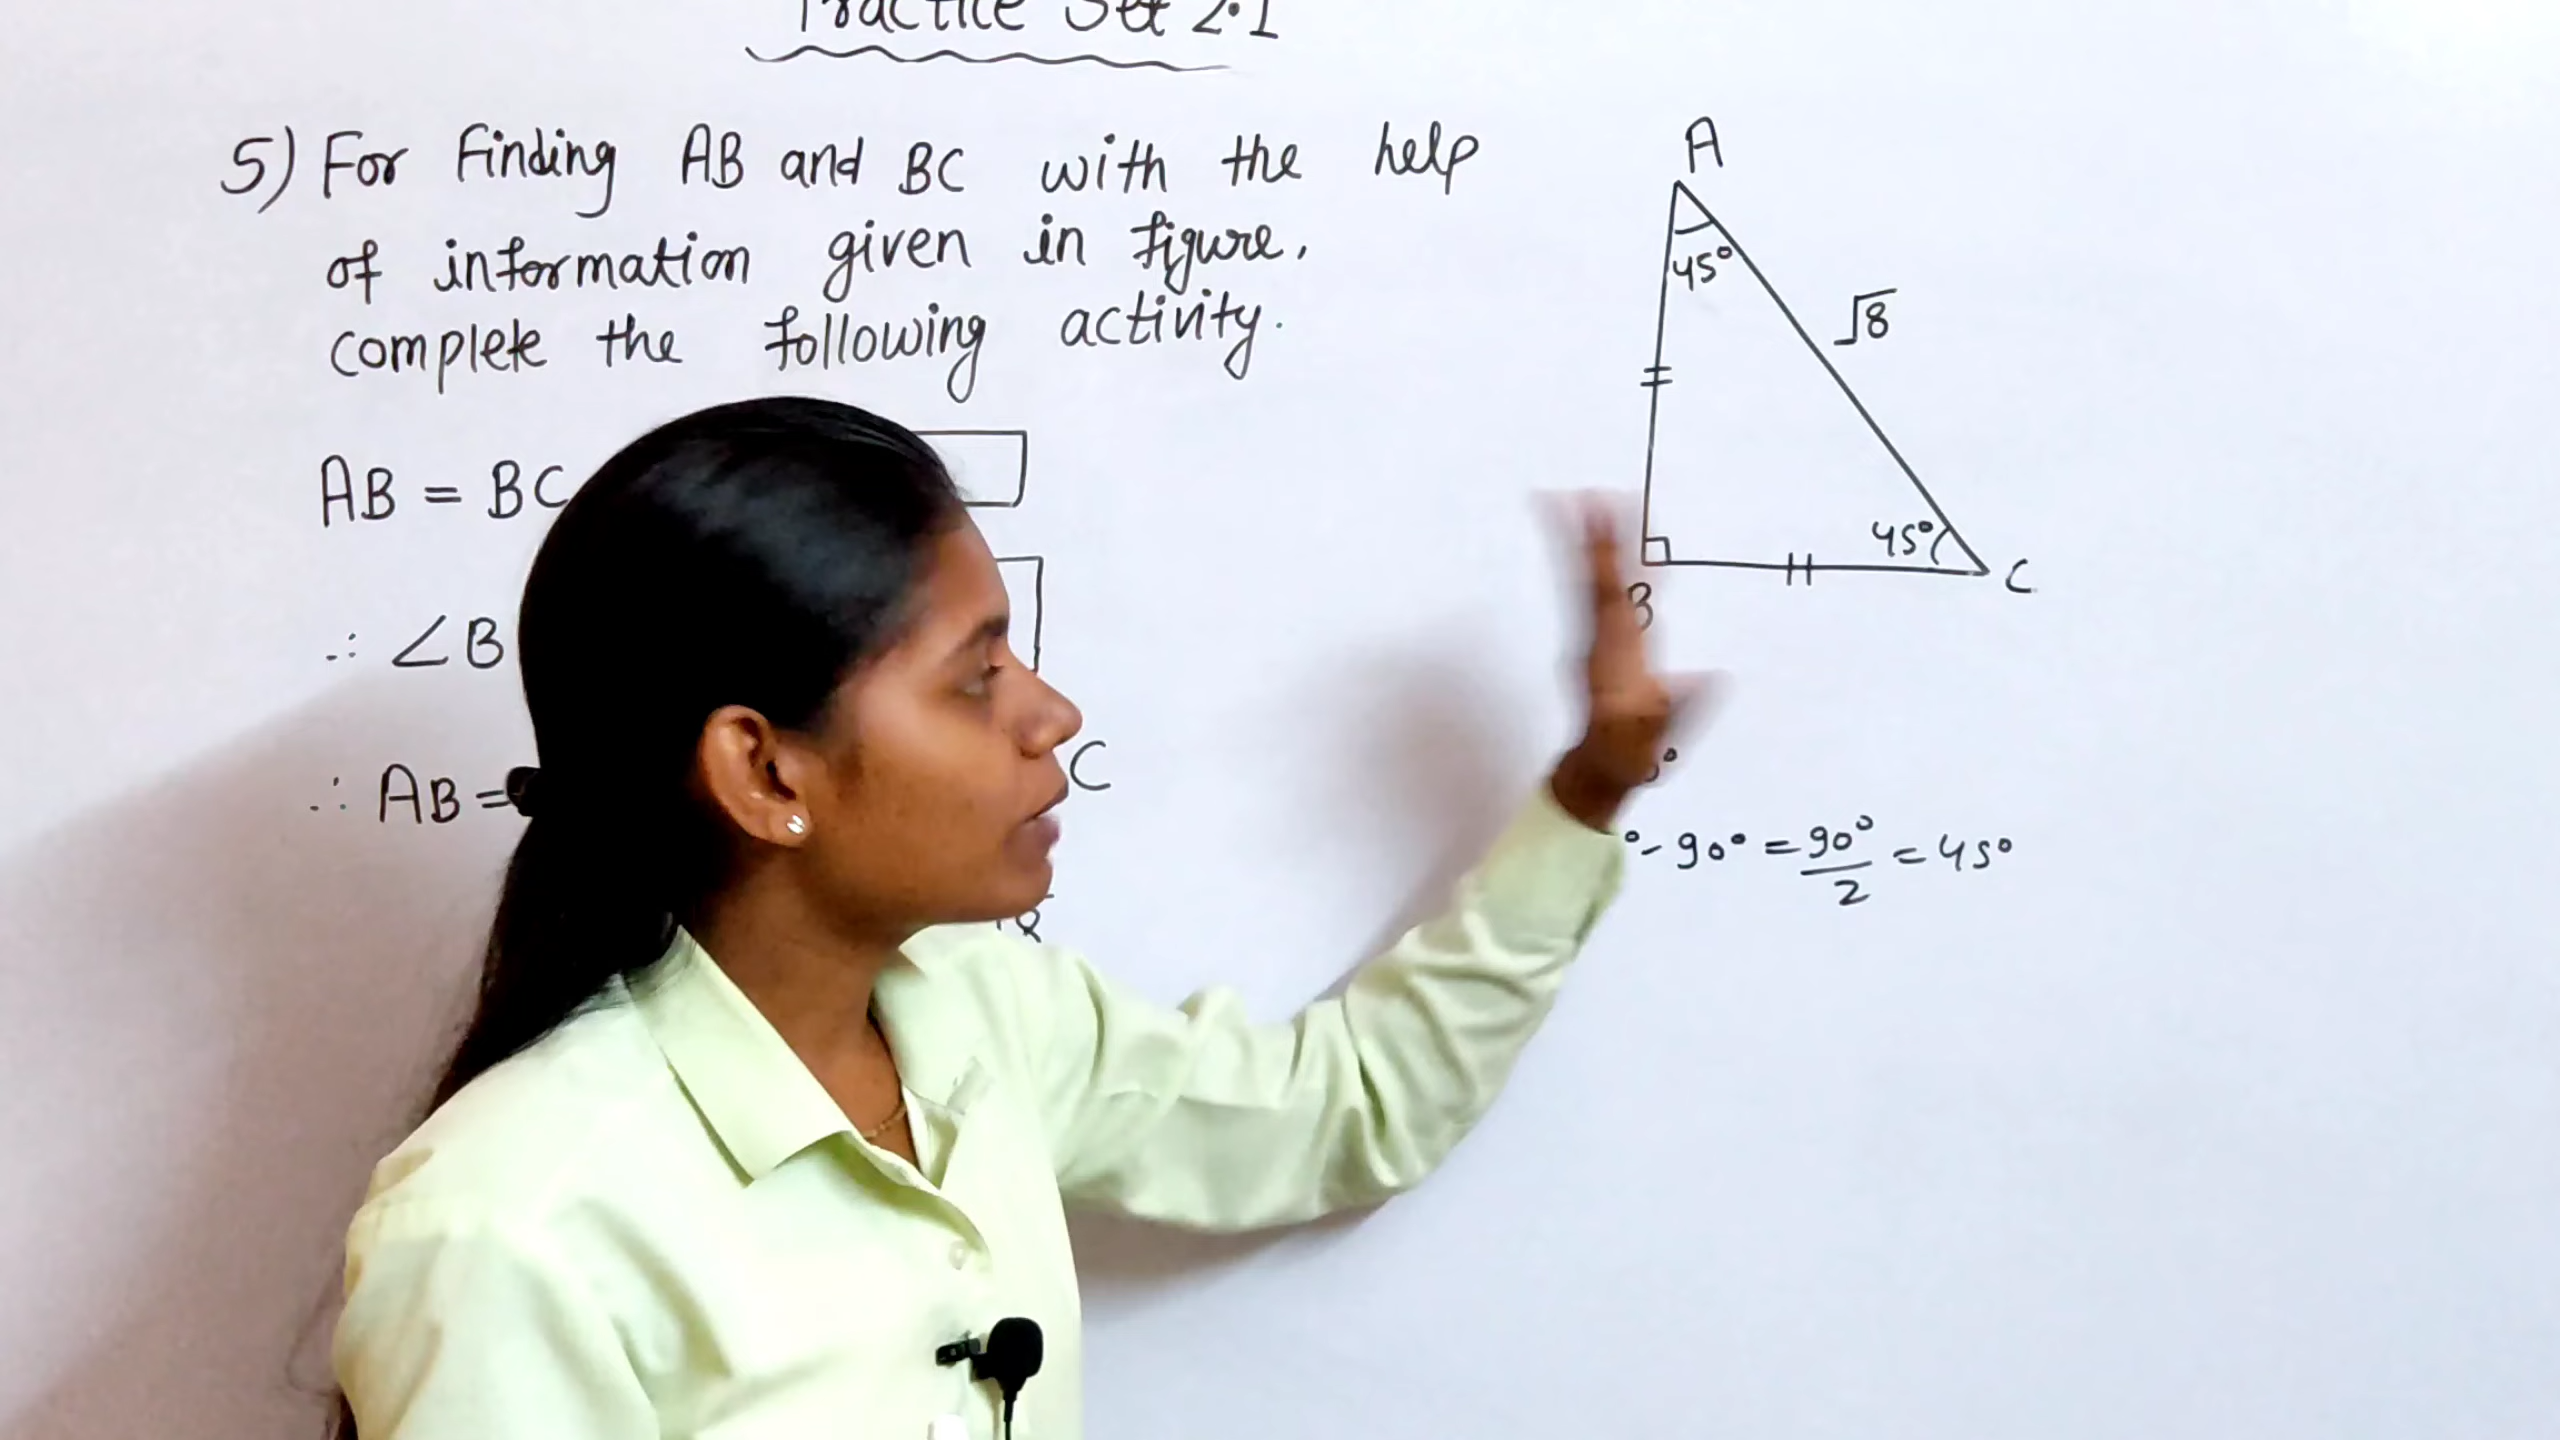 Practice Set 2.1
5) For Finding AB and BC with the help
of information given in figure,
complete the following activity.
AB = BC
∴ ∠B
∴ AB =
C
√8
A
45°
√8
45°
B
C
° - 90° = 90°/2 = 45°